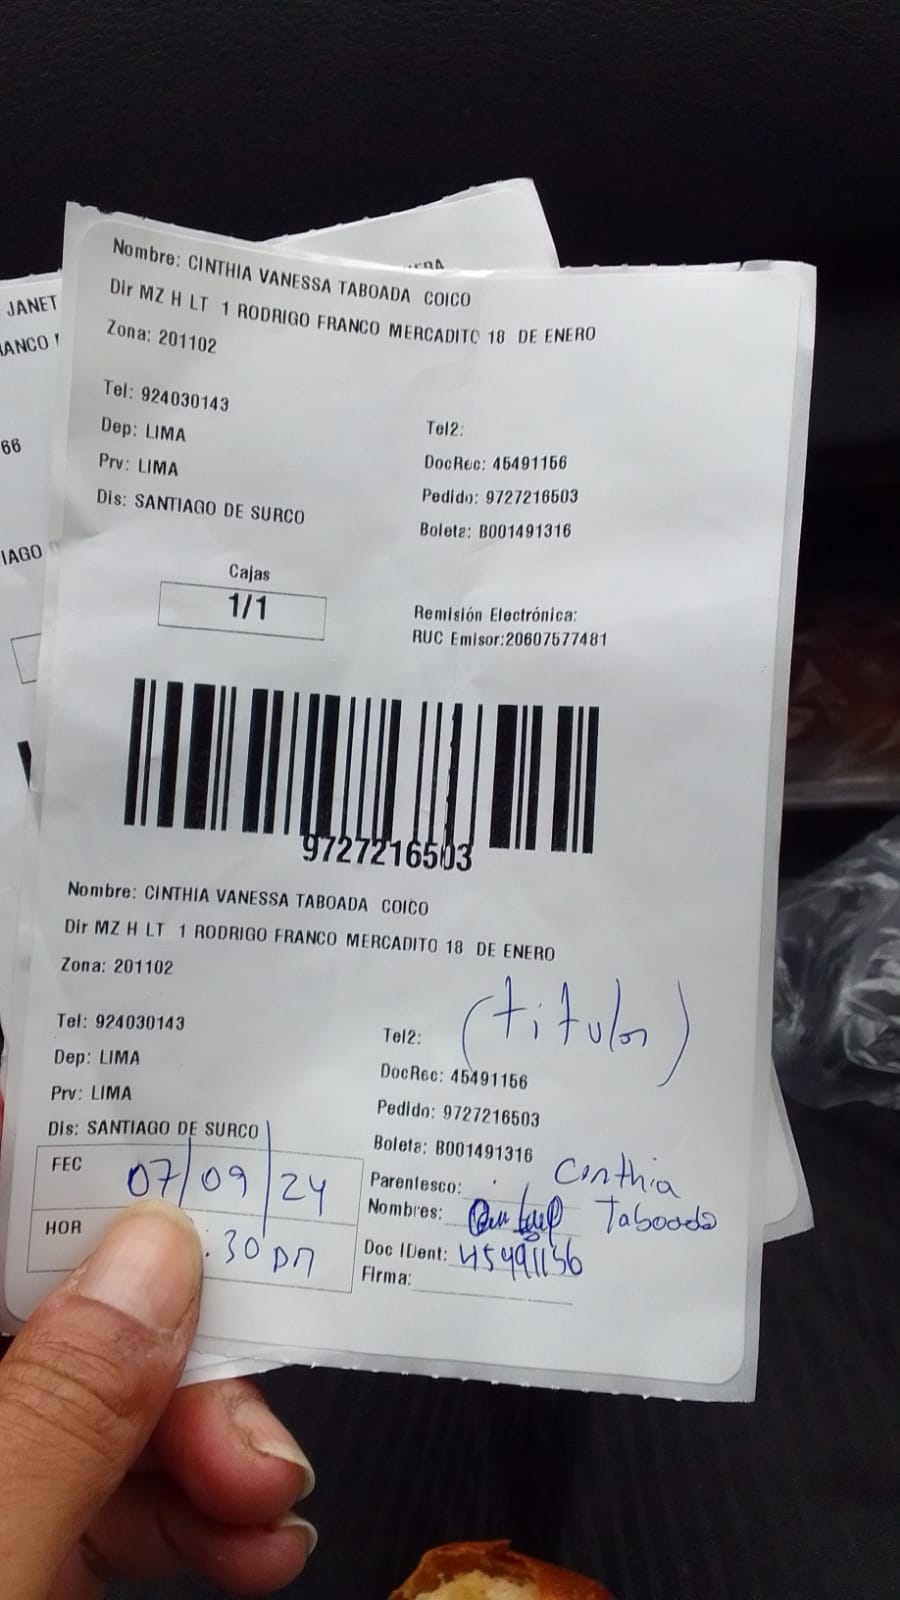 JANET
66
Nombre: CINTHIA VANESSA TABOADA COICO
Dir MZ H LT 1 RODRIGO FRANCO MERCADITO 18 DE ENERO
Zona: 201102
Tel: 924030143
Dep: LIMA
Prv: LIMA
Dis: SANTIAGO DE SURCO
Tel2:
DocRec: 45491156
Pedido: 9727216503
Boleta: B001491316
Cajas
1/1
Remisión Electrónica:
RUC Emisor:20607577481
9727216503
Nombre: CINTHIA VANESSA TABOADA COICO
Dir MZ H LT 1 RODRIGO FRANCO MERCADITO 18 DE ENERO
Zona: 201102
Tel: 924030143
Dep: LIMA
Prv: LIMA
Dis: SANTIAGO DE SURCO
(titular)
Tel2:
DocRec: 45491156
Pedido: 9727216503
Boleta: B001491316
FEC 07/09/24
HOR :30 pm
Parentesco:
Nombres: Cinthia Taboada
Doc IDent: 45491156
Firma: